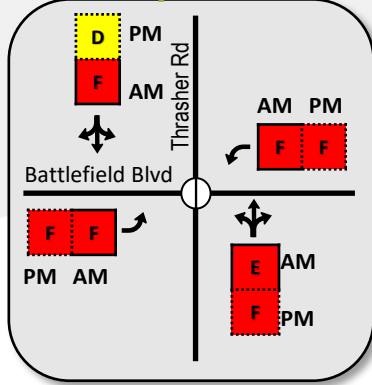 D PM
F AM
Thrasher Rd
AM PM
F F
Battlefield Blvd
F F
PM AM
E AM
F PM